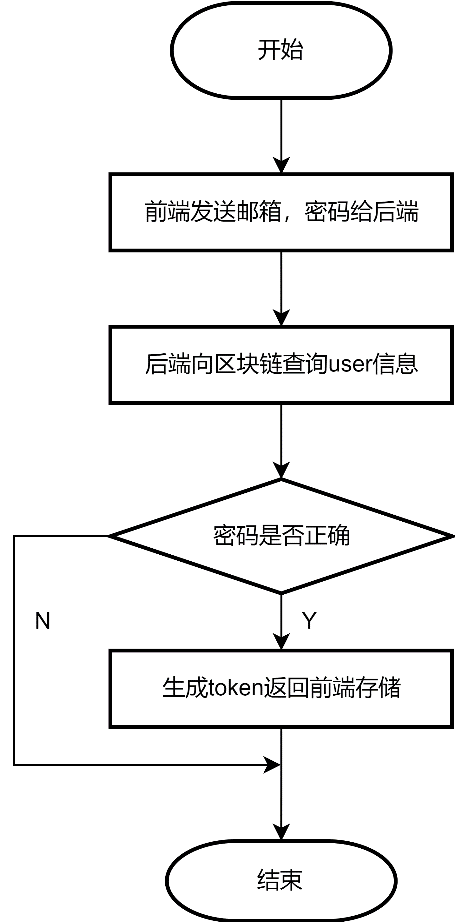 开始
前端发送邮箱，密码给后端
后端向区块链查询user信息
密码是否正确
N
Y
生成token返回前端存储
结束